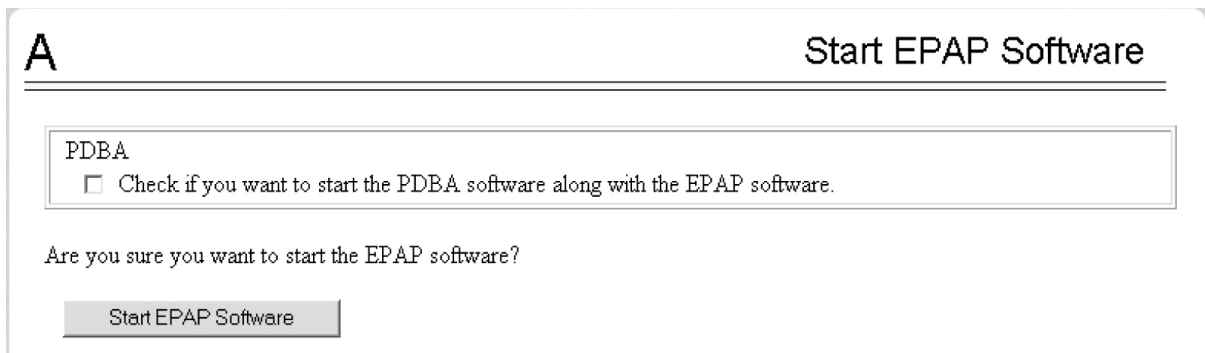 A
Start EPAP Software
PDBA
Check if you want to start the PDBA software along with the EPAP software.
Are you sure you want to start the EPAP software?
Start EPAP Software